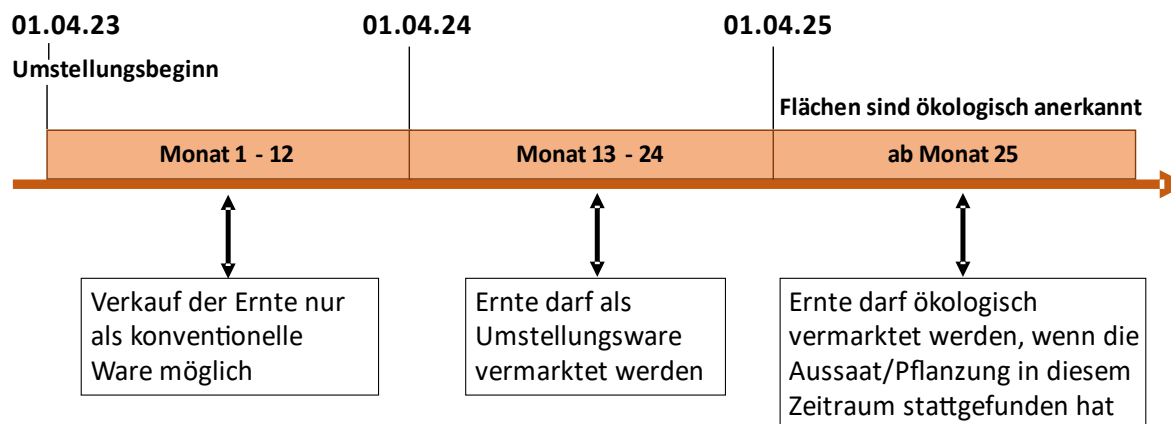 01.04.23
01.04.24
01.04.25
Umstellungsbeginn
Flächen sind ökologisch anerkannt
Monat 1 - 12
Monat 13 - 24
ab Monat 25
Verkauf der Ernte nur
als konventionelle
Ware möglich
Ernte darf als
Umstellungsware
vermarktet werden
Ernte darf ökologisch
vermarktet werden, wenn die
Aussaat/Pflanzung in diesem
Zeitraum stattgefunden hat